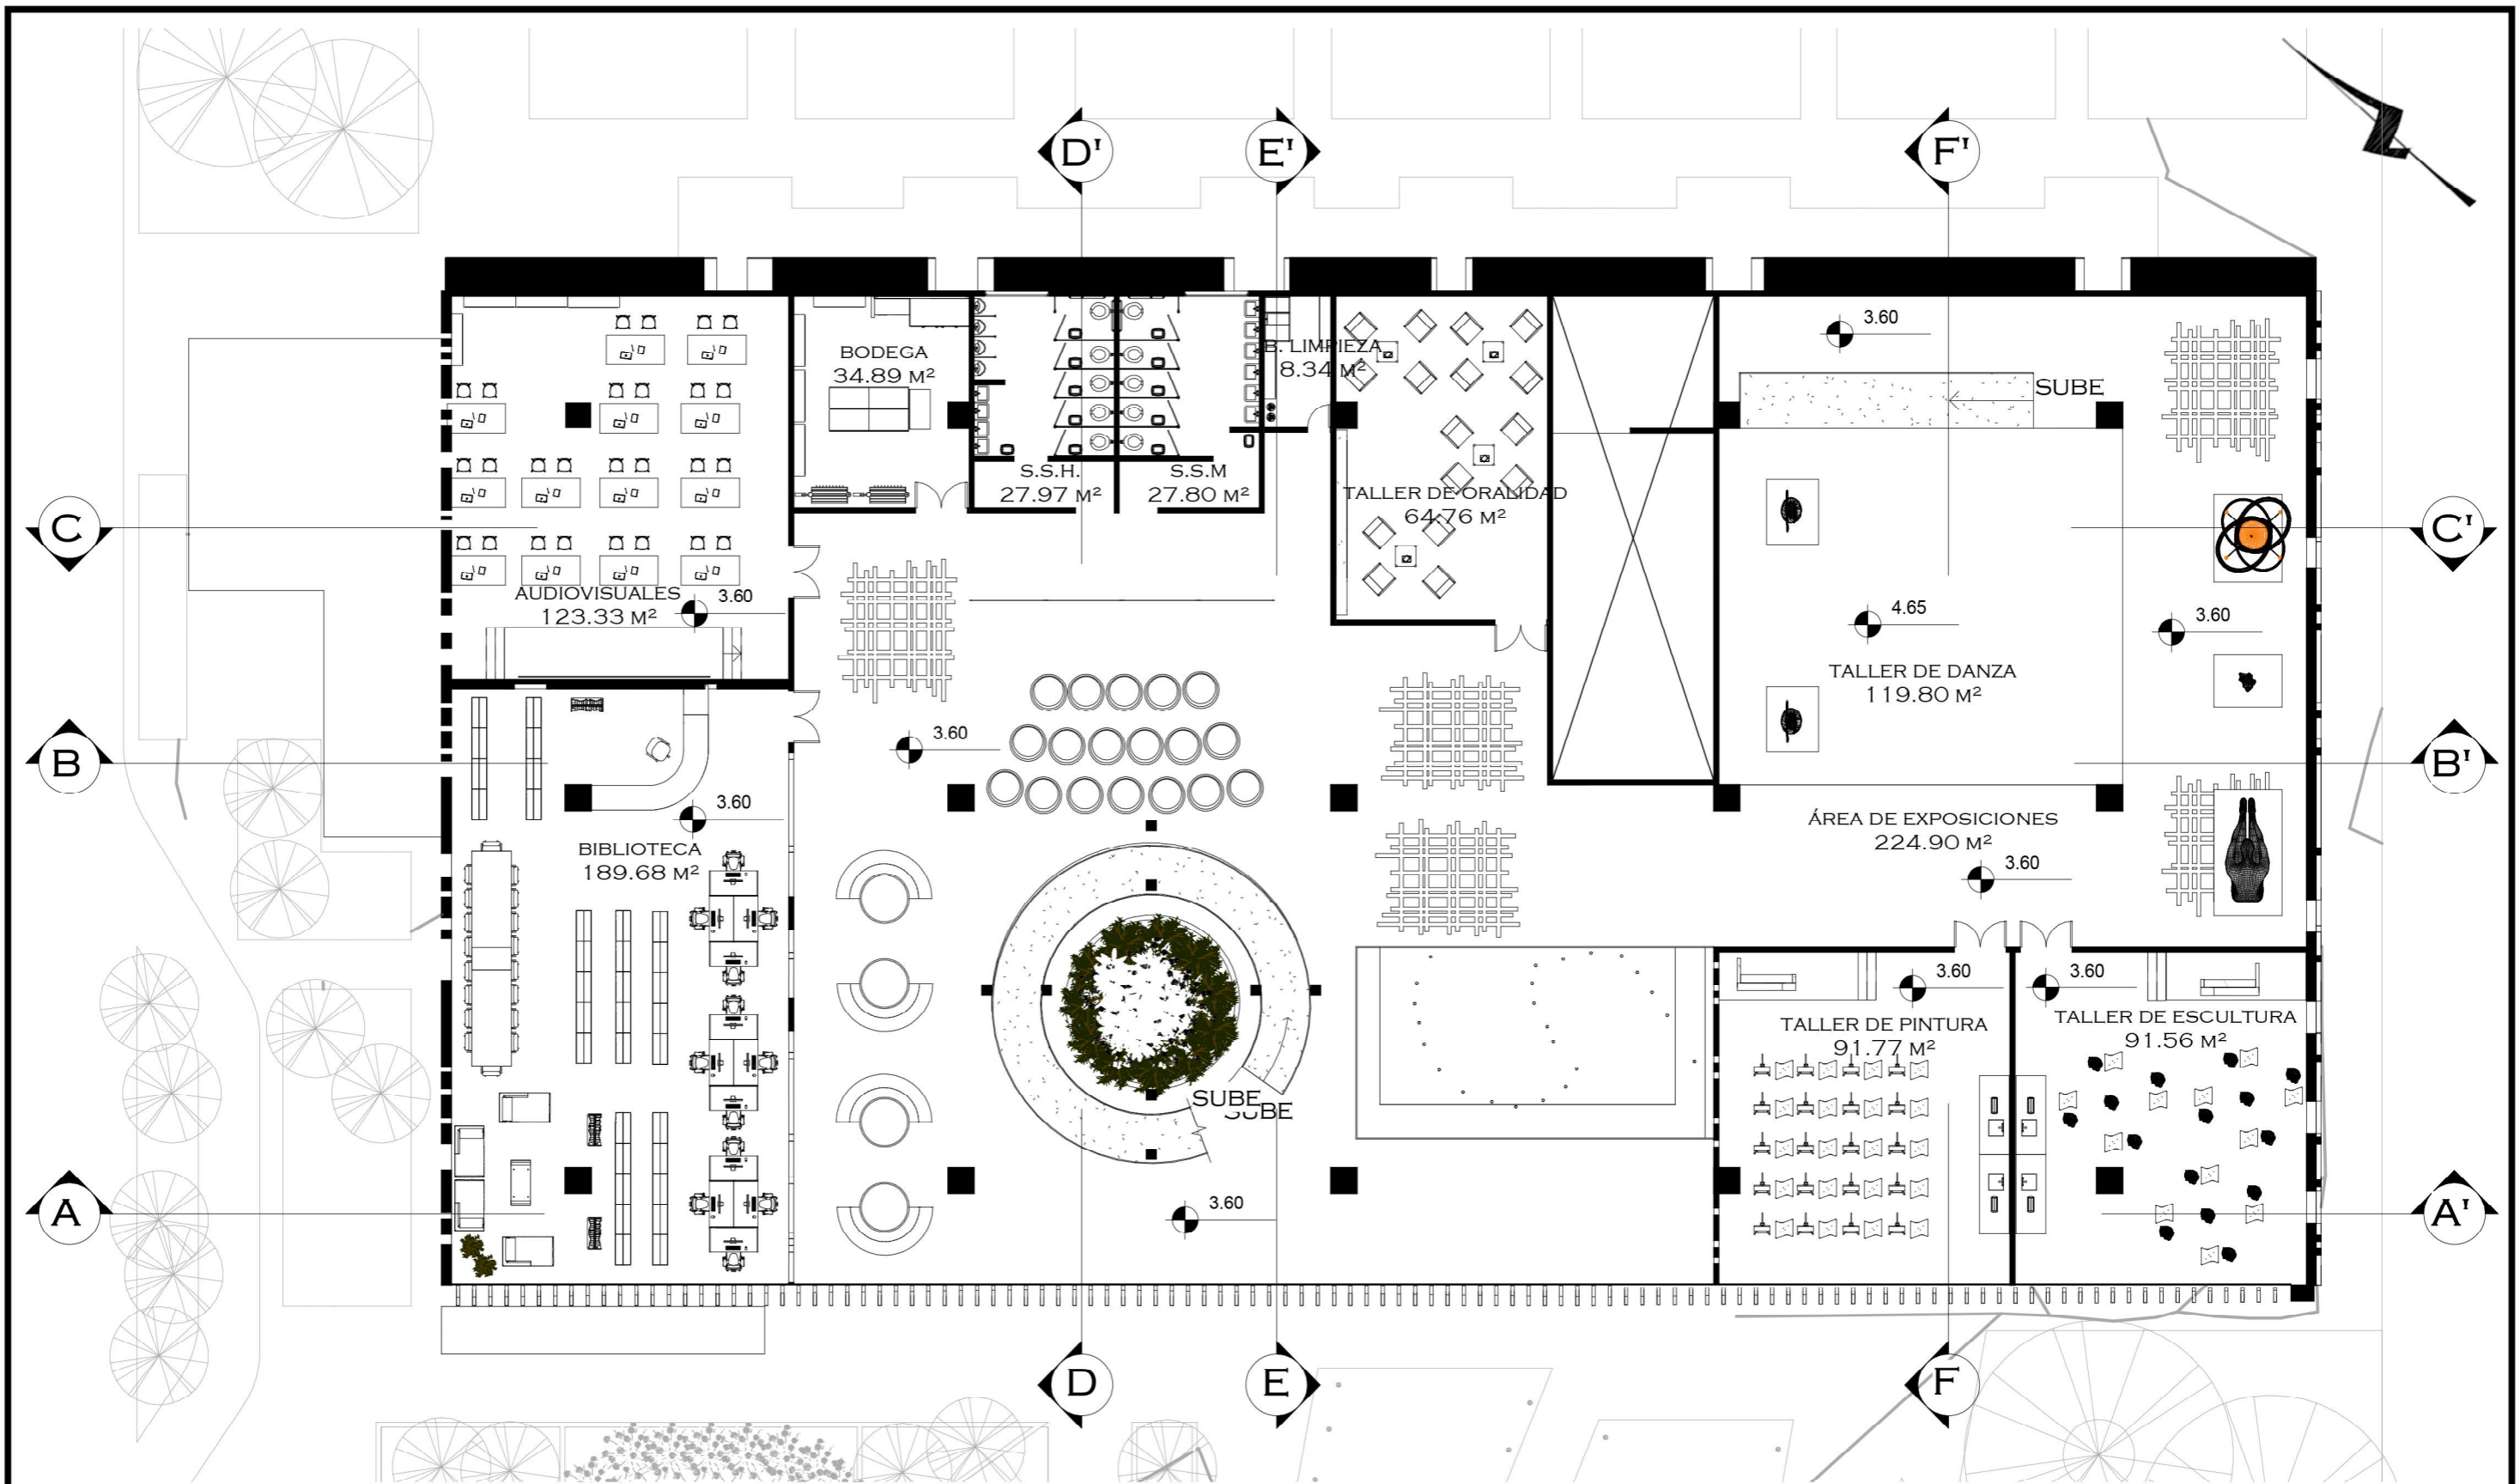 D'
E'
F'
3.60
SUBE
BODEGA
34.89 M²
B. LIMPIEZA
8.34 M²
S.S.H.
27.97 M²
S.S.M
27.80 M²
TALLER DE ORALIDAD
64.76 M²
C
C'
AUDIOVISUALES
123.33 M²
3.60
4.65
3.60
TALLER DE DANZA
119.80 M²
B
B'
3.60
3.60
BIBLIOTECA
189.68 M²
ÁREA DE EXPOSICIONES
224.90 M²
3.60
3.60
3.60
TALLER DE PINTURA
91.77 M²
TALLER DE ESCULTURA
91.56 M²
SUBE
SUBE
A
A'
3.60
D
E
F